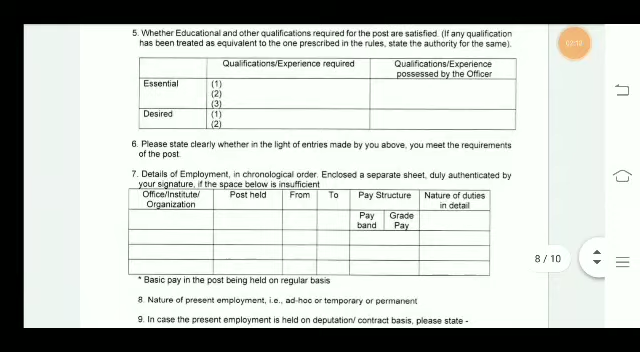 02:10
5. Whether Educational and other qualifications required for the post are satisfied. (If any qualification
has been treated as equivalent to the one prescribed in the rules, state the authority for the same).
Qualifications/Experience required
Qualifications/Experience
possessed by the Officer
Essential
(1)
(2)
(3)
Desired
(1)
(2)
6. Please state clearly whether in the light of entries made by you above, you meet the requirements
of the post.
7. Details of Employment, in chronological order. Enclosed a separate sheet, duly authenticated by
your signature, if the space below is insufficient
Office/Institute/
Organization
Post held
From
To
Pay Structure
Nature of duties
in detail
Pay
band
Grade
Pay
8 / 10
* Basic pay in the post being held on regular basis
8. Nature of present employment, i.e., ad-hoc or temporary or permanent
9. In case the present employment is held on deputation/ contract basis, please state -